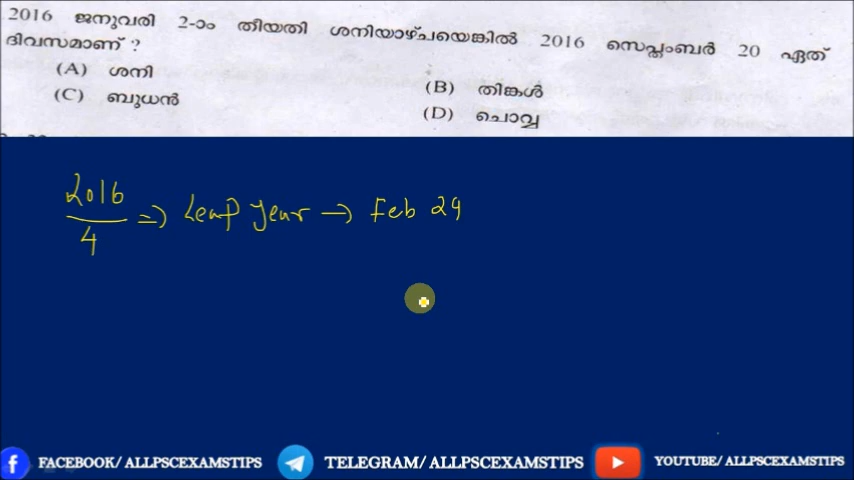 2016 ജനുവരി 2-ാം തീയതി ശനിയാഴ്ചയെങ്കിൽ 2016 സെപ്തംബർ 20 ഏത്
ദിവസമാണ് ?
(A) ശനി
(B) തിങ്കൾ
(C) ബുധൻ
(D) ചൊവ്വ
2016
4
=> Leap Year → Feb 29
FACEBOOK/ ALLPSCEXAMSTIPS
TELEGRAM/ ALLPSCEXAMSTIPS
YOUTUBE/ ALLPSCEXAMSTIPS